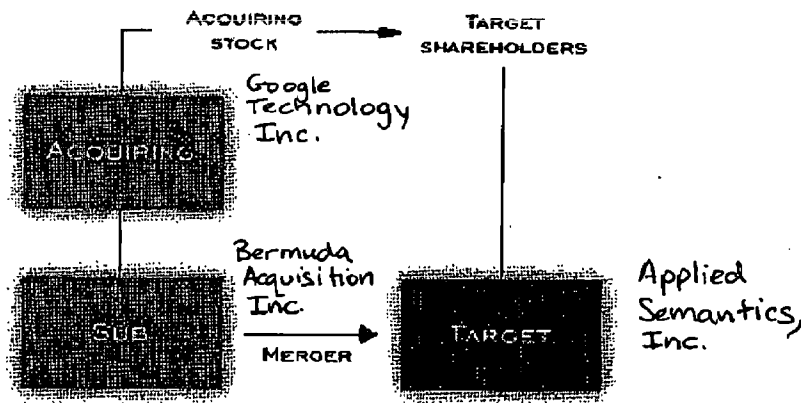 ACQUIRING
STOCK
TARGET
SHAREHOLDERS
Google
Technology
Inc.
ACQUIRING
Bermuda
Acquisition
Inc.
SUB
MERGER
TARGET
Applied
Semantics,
Inc.